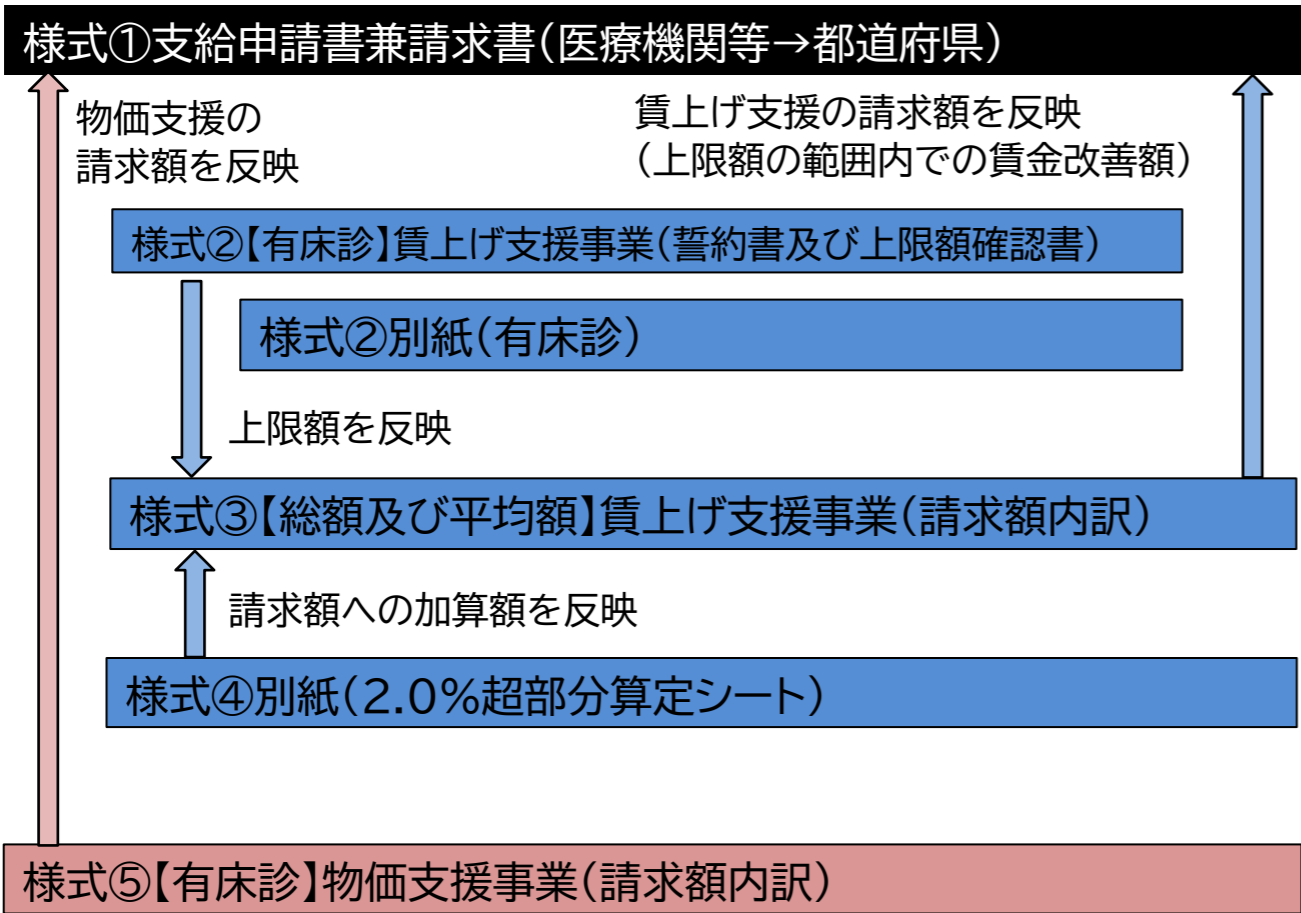 様式①支給申請書兼請求書(医療機関等→都道府県)
物価支援の
請求額を反映
賃上げ支援の請求額を反映
(上限額の範囲内での賃金改善額)
様式②【有床診】賃上げ支援事業(誓約書及び上限額確認書)
様式②別紙(有床診)
上限額を反映
様式③【総額及び平均額】賃上げ支援事業(請求額内訳)
請求額への加算額を反映
様式④別紙(2.0%超部分算定シート)
様式⑤【有床診】物価支援事業(請求額内訳)